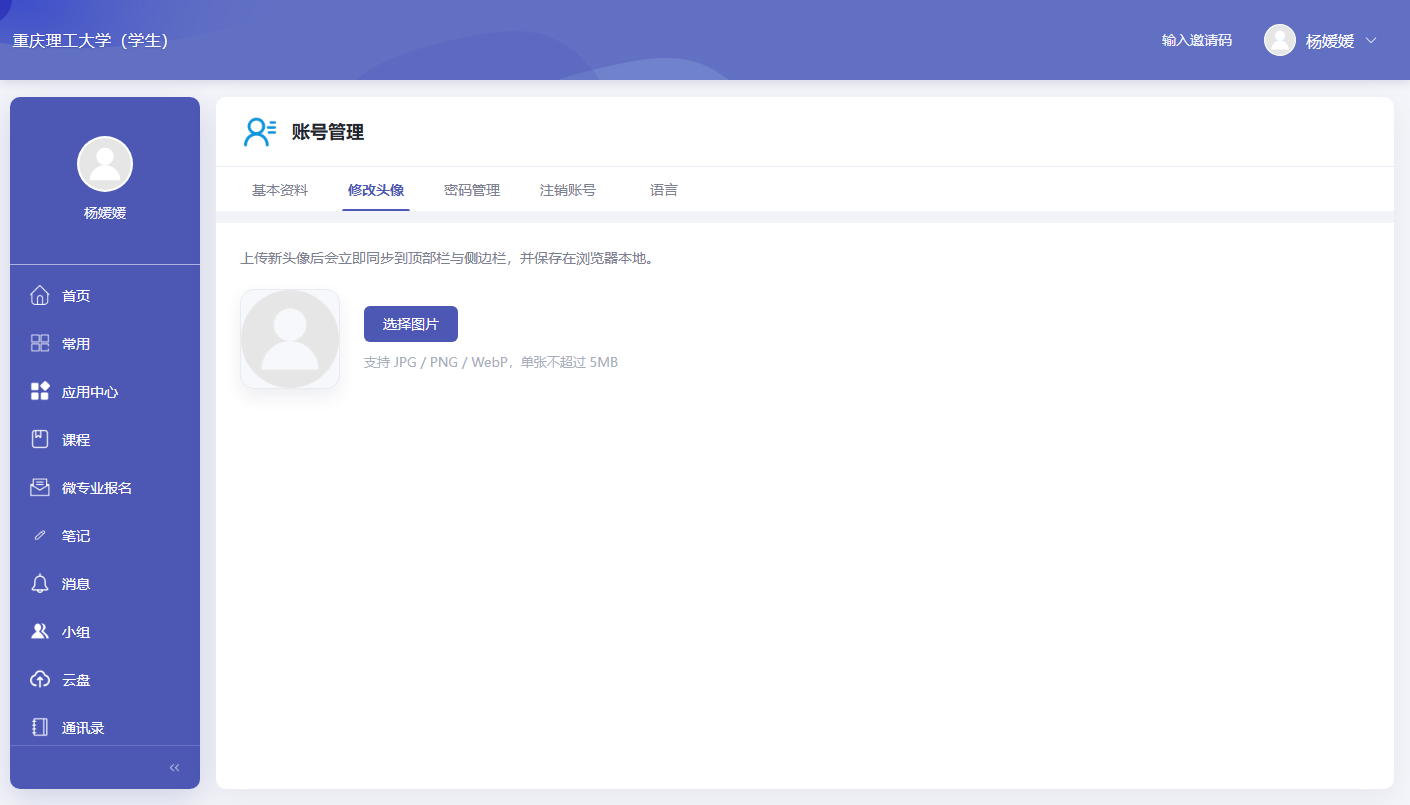 重庆理工大学（学生）
输入邀请码
杨媛媛
杨媛媛
首页
常用
应用中心
课程
微专业报名
笔记
消息
小组
云盘
通讯录
账号管理
基本资料 修改头像 密码管理 注销账号 语言
上传新头像后会立即同步到顶部栏与侧边栏，并保存在浏览器本地。
选择图片
支持 JPG / PNG / WebP，单张不超过 5MB